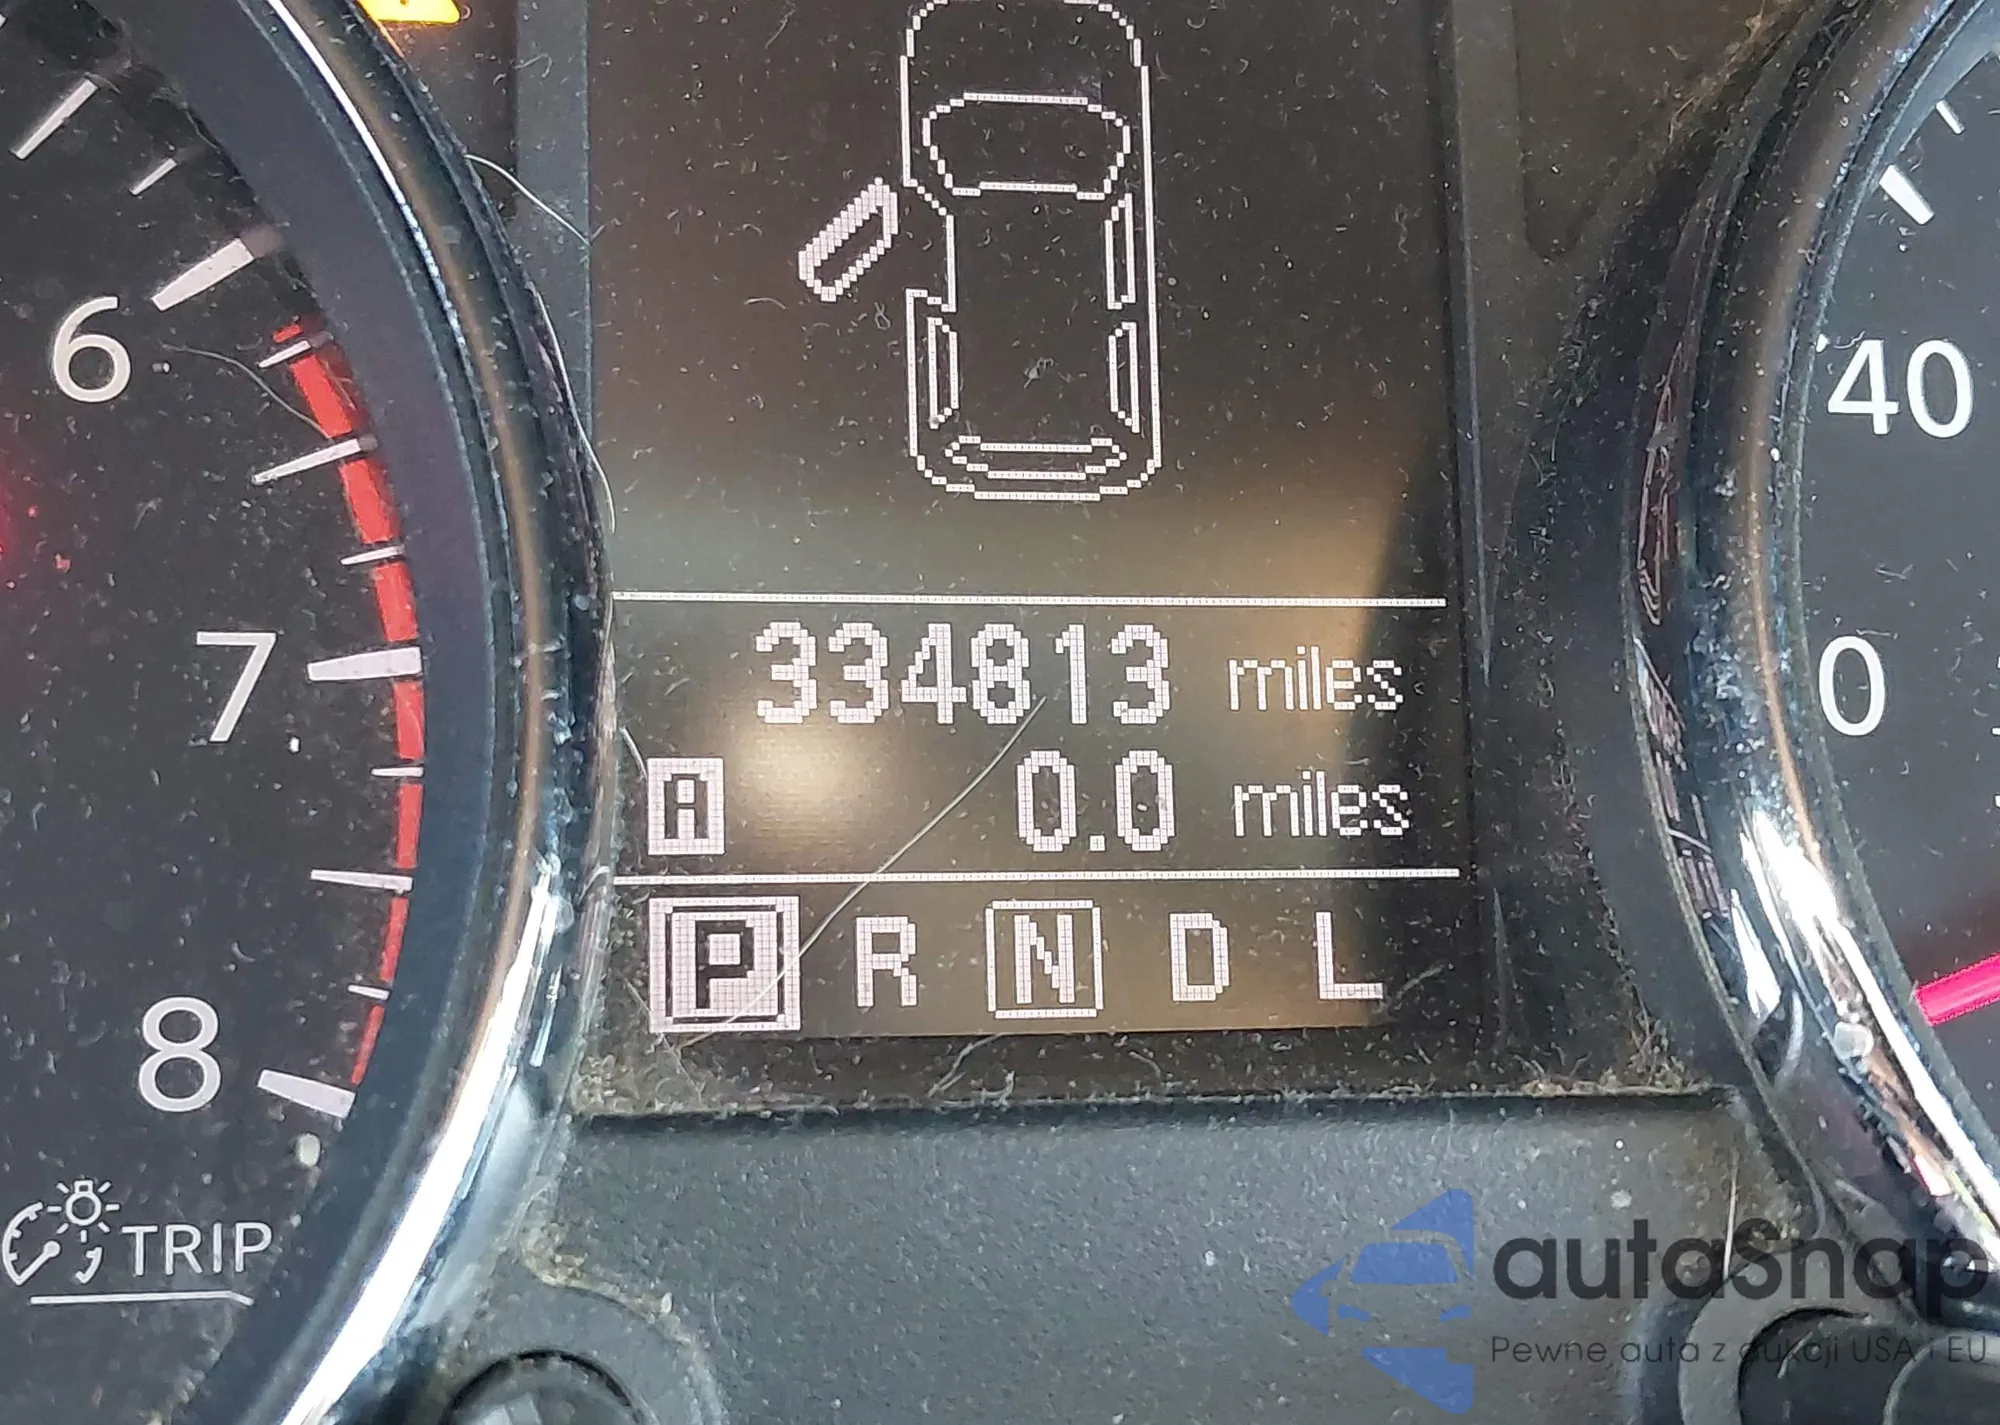 6
7
8
TRIP
334813 miles
A 0.0 miles
P R N D L
40
0
autaSnap
Pewne auta z aukcji USA i EU